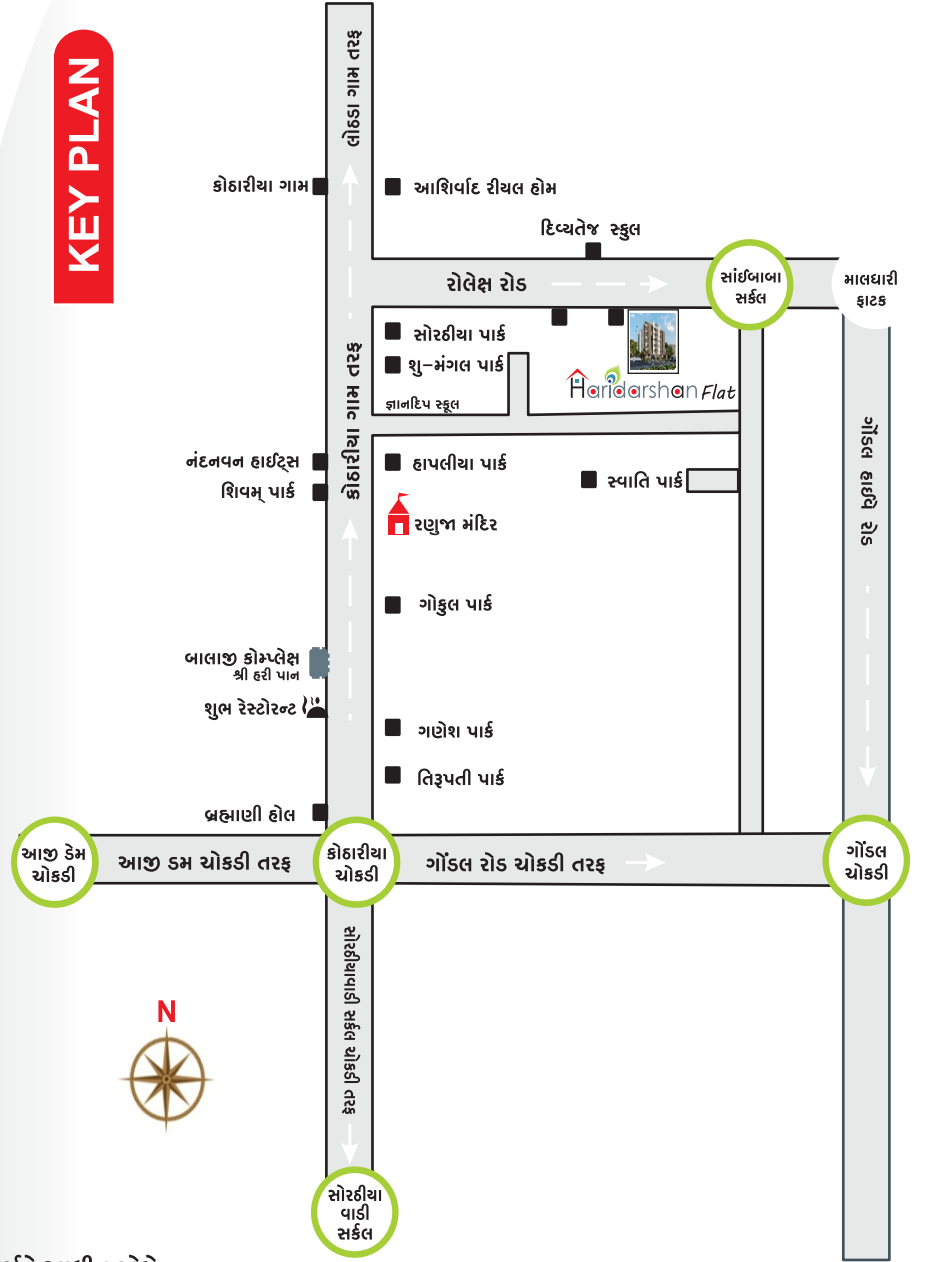 KEY PLAN
લોઠડા ગામ તરફ
કોઠારીયા ગામ
આશિર્વાદ રીયલ હોમ
દિવ્યતેજ સ્કુલ
રોલેક્ષ રોડ
સાંઈબાબા
સર્કલ
માલધારી
ફાટક
સોરઠીયા પાર્ક
શુ-મંગલ પાર્ક
Haridarshan Flat
જ્ઞાનદિપ સ્કૂલ
કોઠારીયા ગામ તરફ
ગોંડલ હાઈવે રોડ
નંદનવન હાઈટ્સ
શિવમ્ પાર્ક
હાપલીયા પાર્ક
સ્વાતિ પાર્ક
રણુજા મંદિર
ગોકુલ પાર્ક
બાલાજી કોમ્પ્લેક્ષ
શ્રી હરી પાન
શુભ રેસ્ટોરન્ટ
ગણેશ પાર્ક
તિરૂપતી પાર્ક
બ્રહ્માણી હોલ
આજી ડેમ
ચોકડી
આજી ડમ ચોકડી તરફ
કોઠારીયા
ચોકડી
ગોંડલ રોડ ચોકડી તરફ
ગોંડલ
ચોકડી
સોરઠીયાવાડી સર્કલ ચોકડી તરફ
N
સોરઠીયા
વાડી
સર્કલ